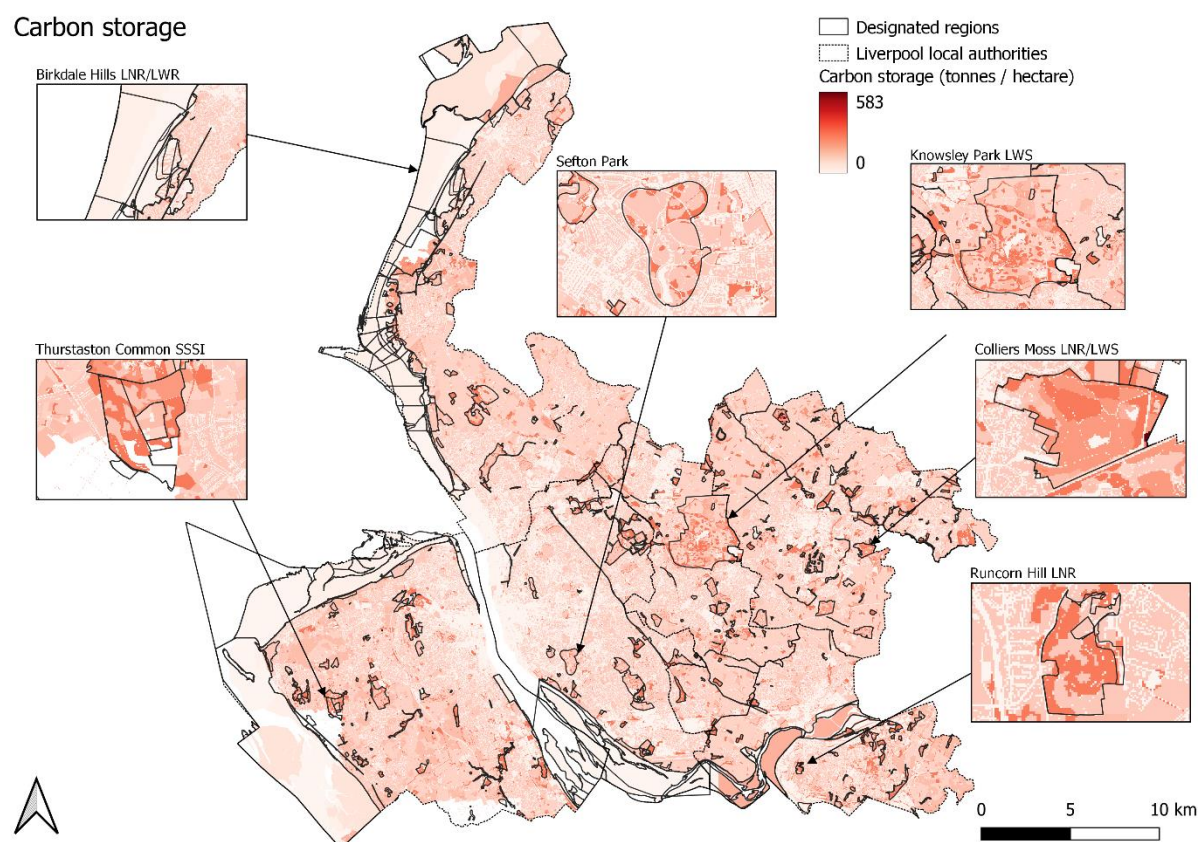 Carbon storage
Designated regions
Liverpool local authorities
Carbon storage (tonnes / hectare)
583
0
Birkdale Hills LNR/LWR
Sefton Park
Knowsley Park LWS
Thurstaston Common SSSI
Colliers Moss LNR/LWS
Runcorn Hill LNR
0 5 10 km